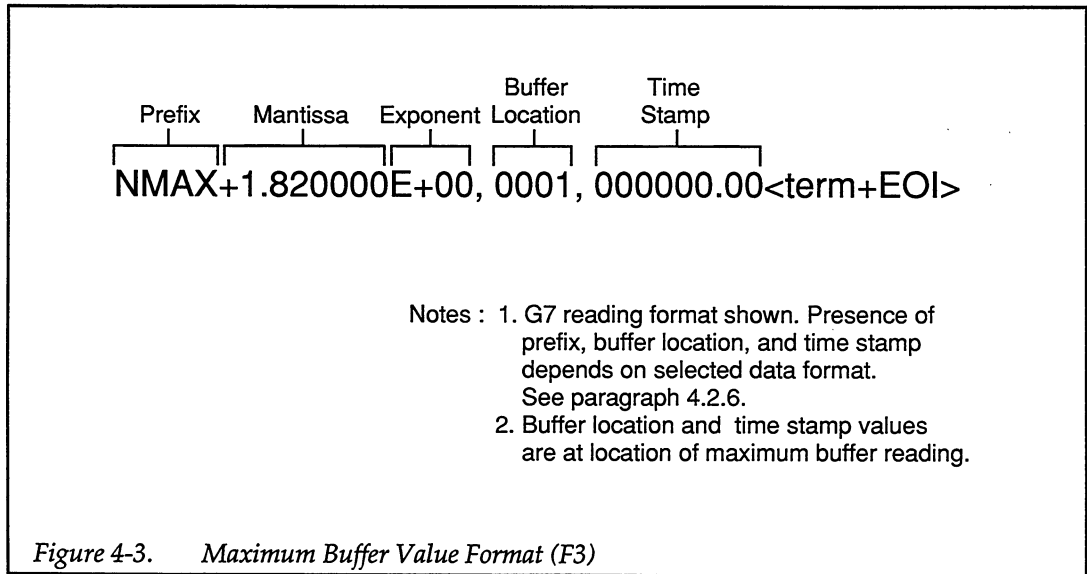 Buffer Time
Prefix Mantissa Exponent Location Stamp
NMAX+1.820000E+00, 0001, 000000.00<term+EOI>
Notes : 1. G7 reading format shown. Presence of
prefix, buffer location, and time stamp
depends on selected data format.
See paragraph 4.2.6.
2. Buffer location and time stamp values
are at location of maximum buffer reading.
Figure 4-3. Maximum Buffer Value Format (F3)